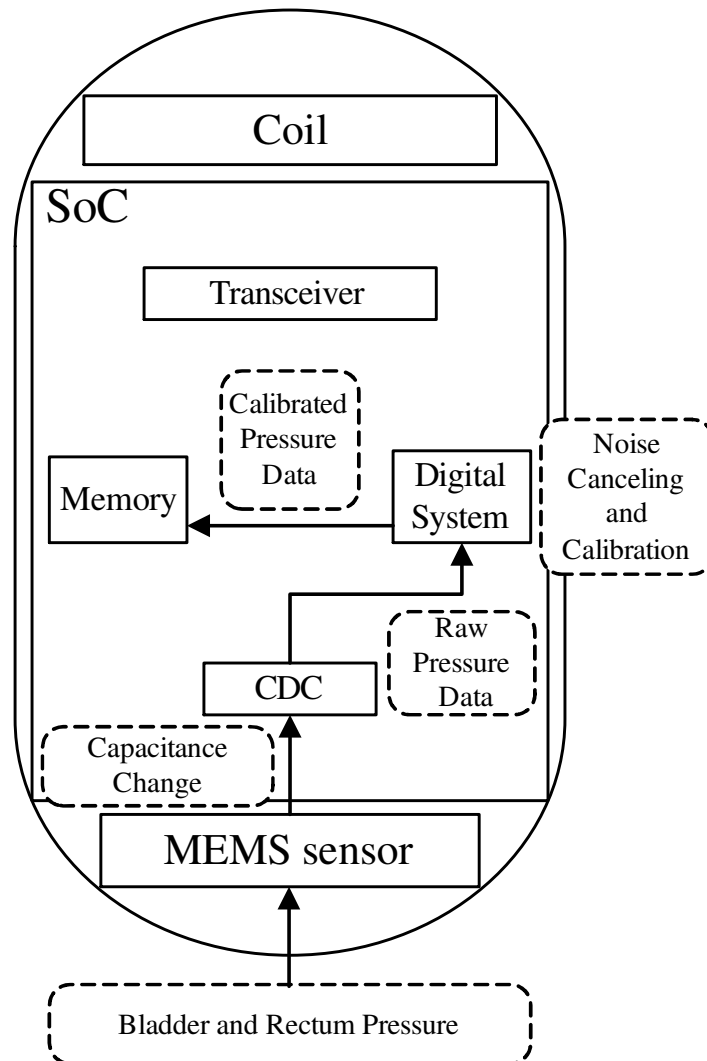 Coil
SoC
Transceiver
Calibrated
Pressure
Data
Memory
Digital
System
Noise
Canceling
and
Calibration
Raw
Pressure
Data
CDC
Capacitance
Change
MEMS sensor
Bladder and Rectum Pressure